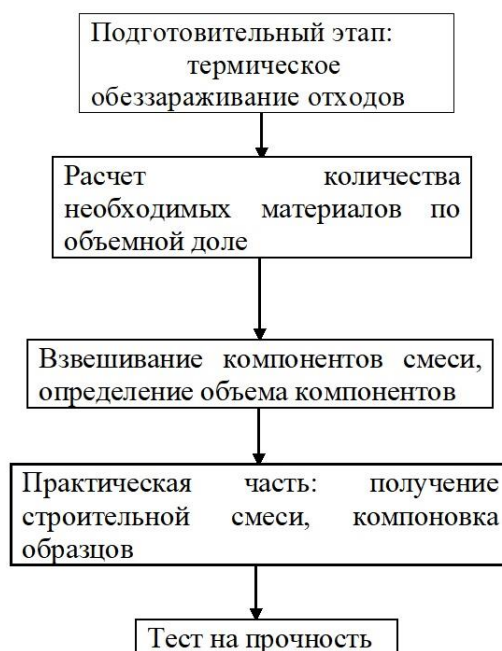 Подготовительный этап:
термическое
обеззараживание отходов
Расчет количества
необходимых материалов по
объемной доле
Взвешивание компонентов смеси,
определение объема компонентов
Практическая часть: получение
строительной смеси, компоновка
образцов
Тест на прочность